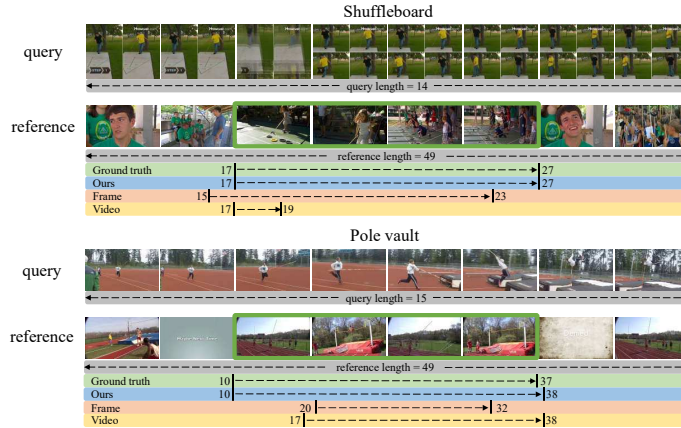 Shuffleboard
query
query length = 14
reference
reference length = 49
Ground truth 17 27
Ours 17 27
Frame 15 23
Video 17 19
Pole vault
query
query length = 15
reference
reference length = 49
Ground truth 10 37
Ours 10 38
Frame 20 32
Video 17 38